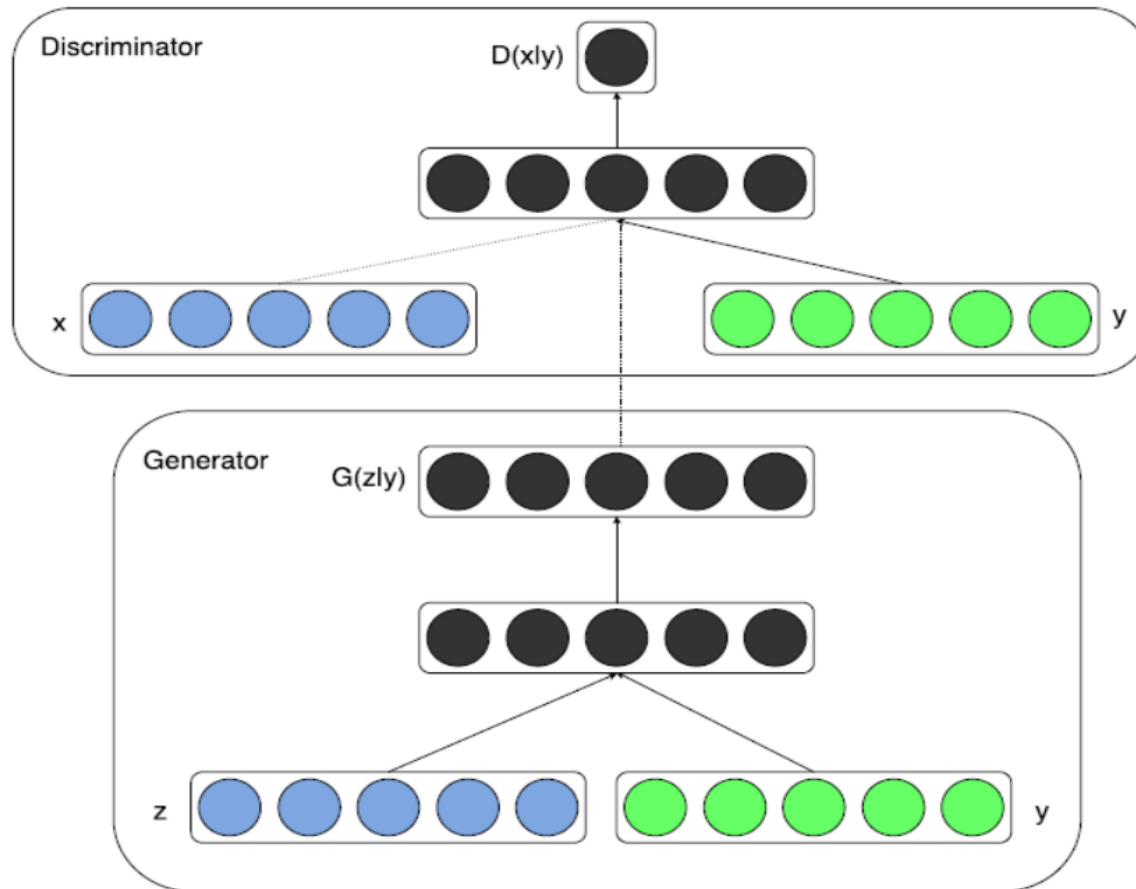 Discriminator
D(x|y)
x
y
Generator
G(z|y)
z
y